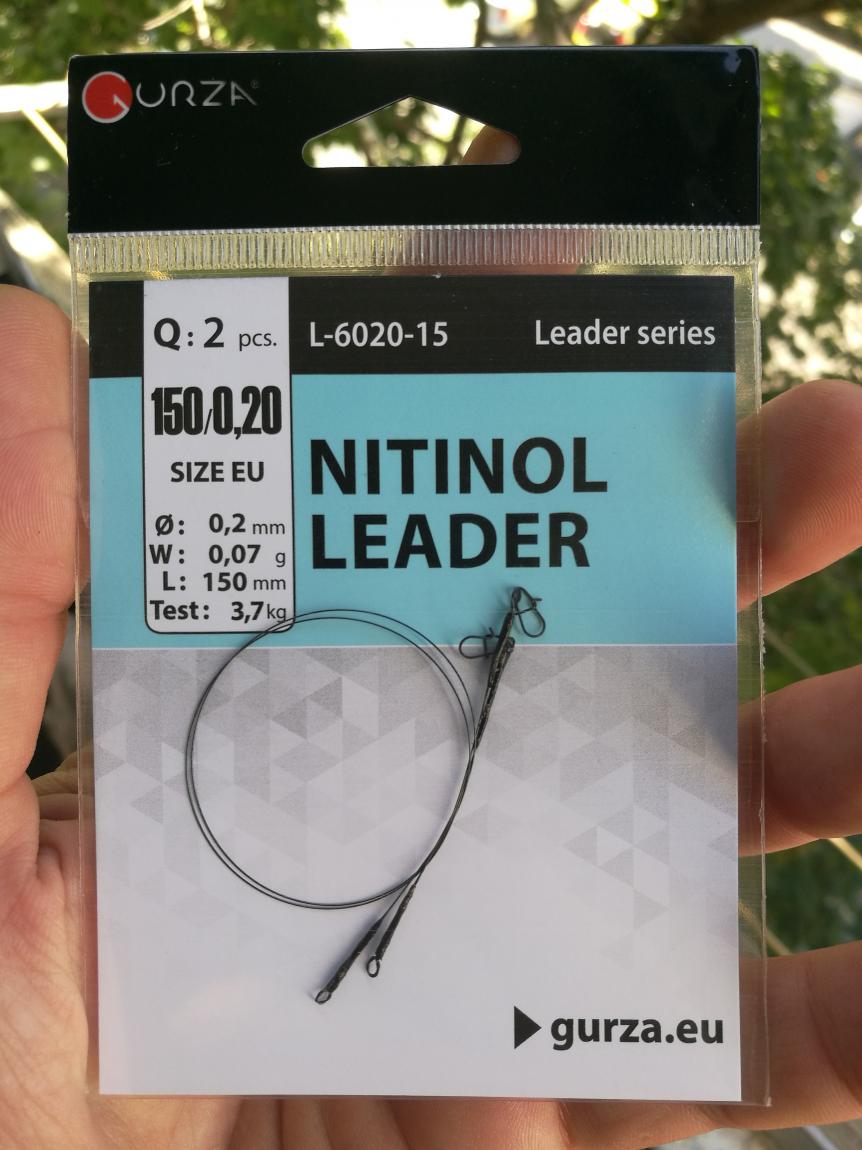 GURZA®
Q: 2 pcs.
L-6020-15
Leader series
150/0,20
SIZE EU
Ø: 0,2 mm
W: 0,07 g
L: 150 mm
Test: 3,7kg
NITINOL
LEADER
gurza.eu